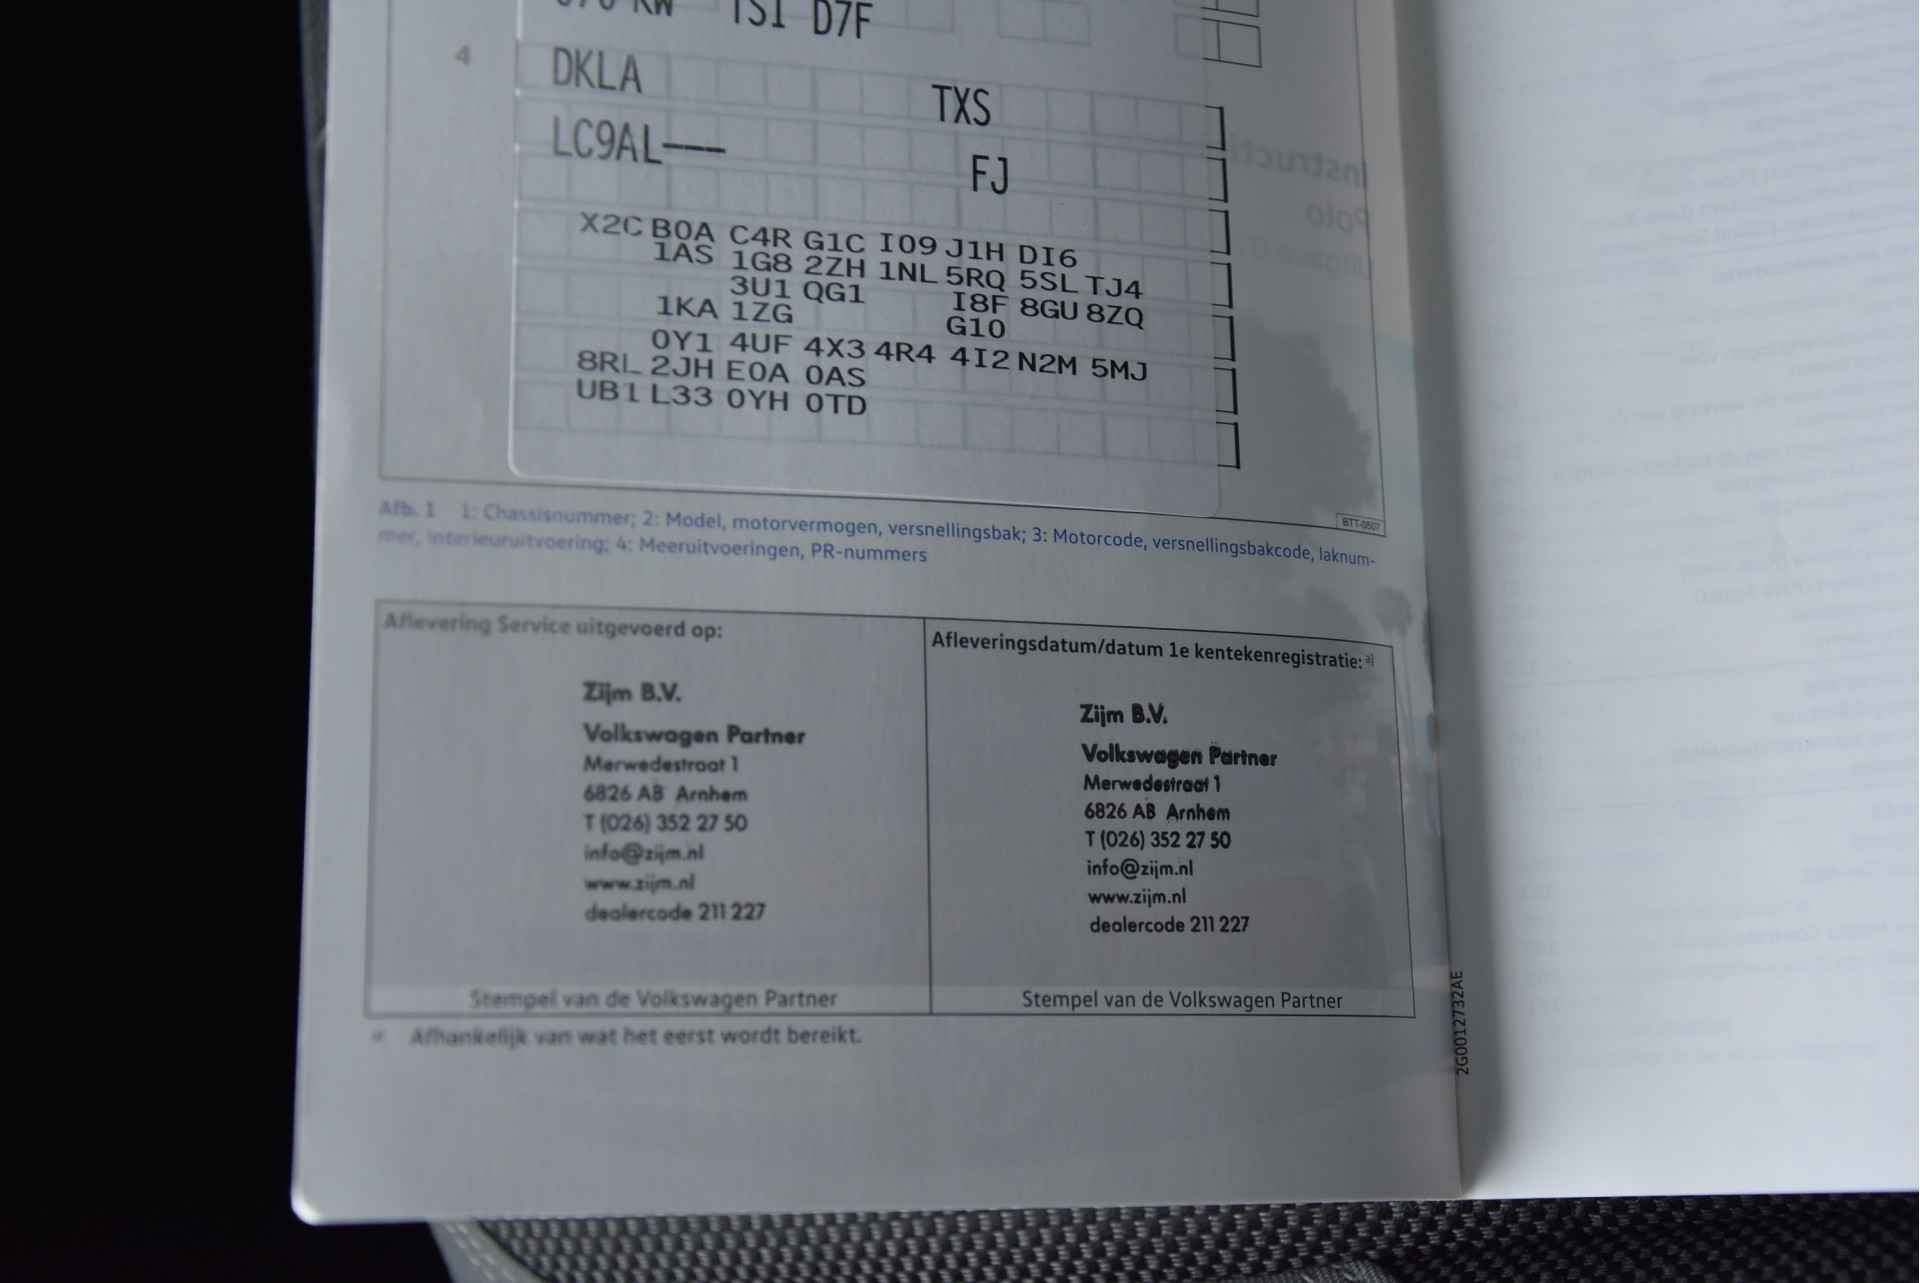 KW TSI D7F
4
DKLA TXS
LC9AL--- FJ
X2C B0A C4R G1C I09 J1H DI6
1AS 1G8 2ZH 1NL 5RQ 5SL TJ4
3U1 QG1 I8F 8GU 8ZQ
1KA 1ZG G10
0Y1 4UF 4X3 4R4 4I2 N2M 5MJ
8RL 2JH E0A 0AS
UB1 L33 0YH 0TD
BTT-0507
Afb. 1 1: Chassisnummer; 2: Model, motorvermogen, versnellingsbak; 3: Motorcode, versnellingsbakcode, laknum-
mer, interieuruitvoering; 4: Meeruitvoeringen, PR-nummers
Aflevering Service uitgevoerd op:
Zijm B.V.
Volkswagen Partner
Merwedestraat 1
6826 AB Arnhem
T (026) 352 27 50
info@zijm.nl
www.zijm.nl
dealercode 211 227
Stempel van de Volkswagen Partner
Afleveringsdatum/datum 1e kentekenregistratie: a)
Zijm B.V.
Volkswagen Partner
Merwedestraat 1
6826 AB Arnhem
T (026) 352 27 50
info@zijm.nl
www.zijm.nl
dealercode 211 227
Stempel van de Volkswagen Partner
a) Afhankelijk van wat het eerst wordt bereikt.
2G0012732AE